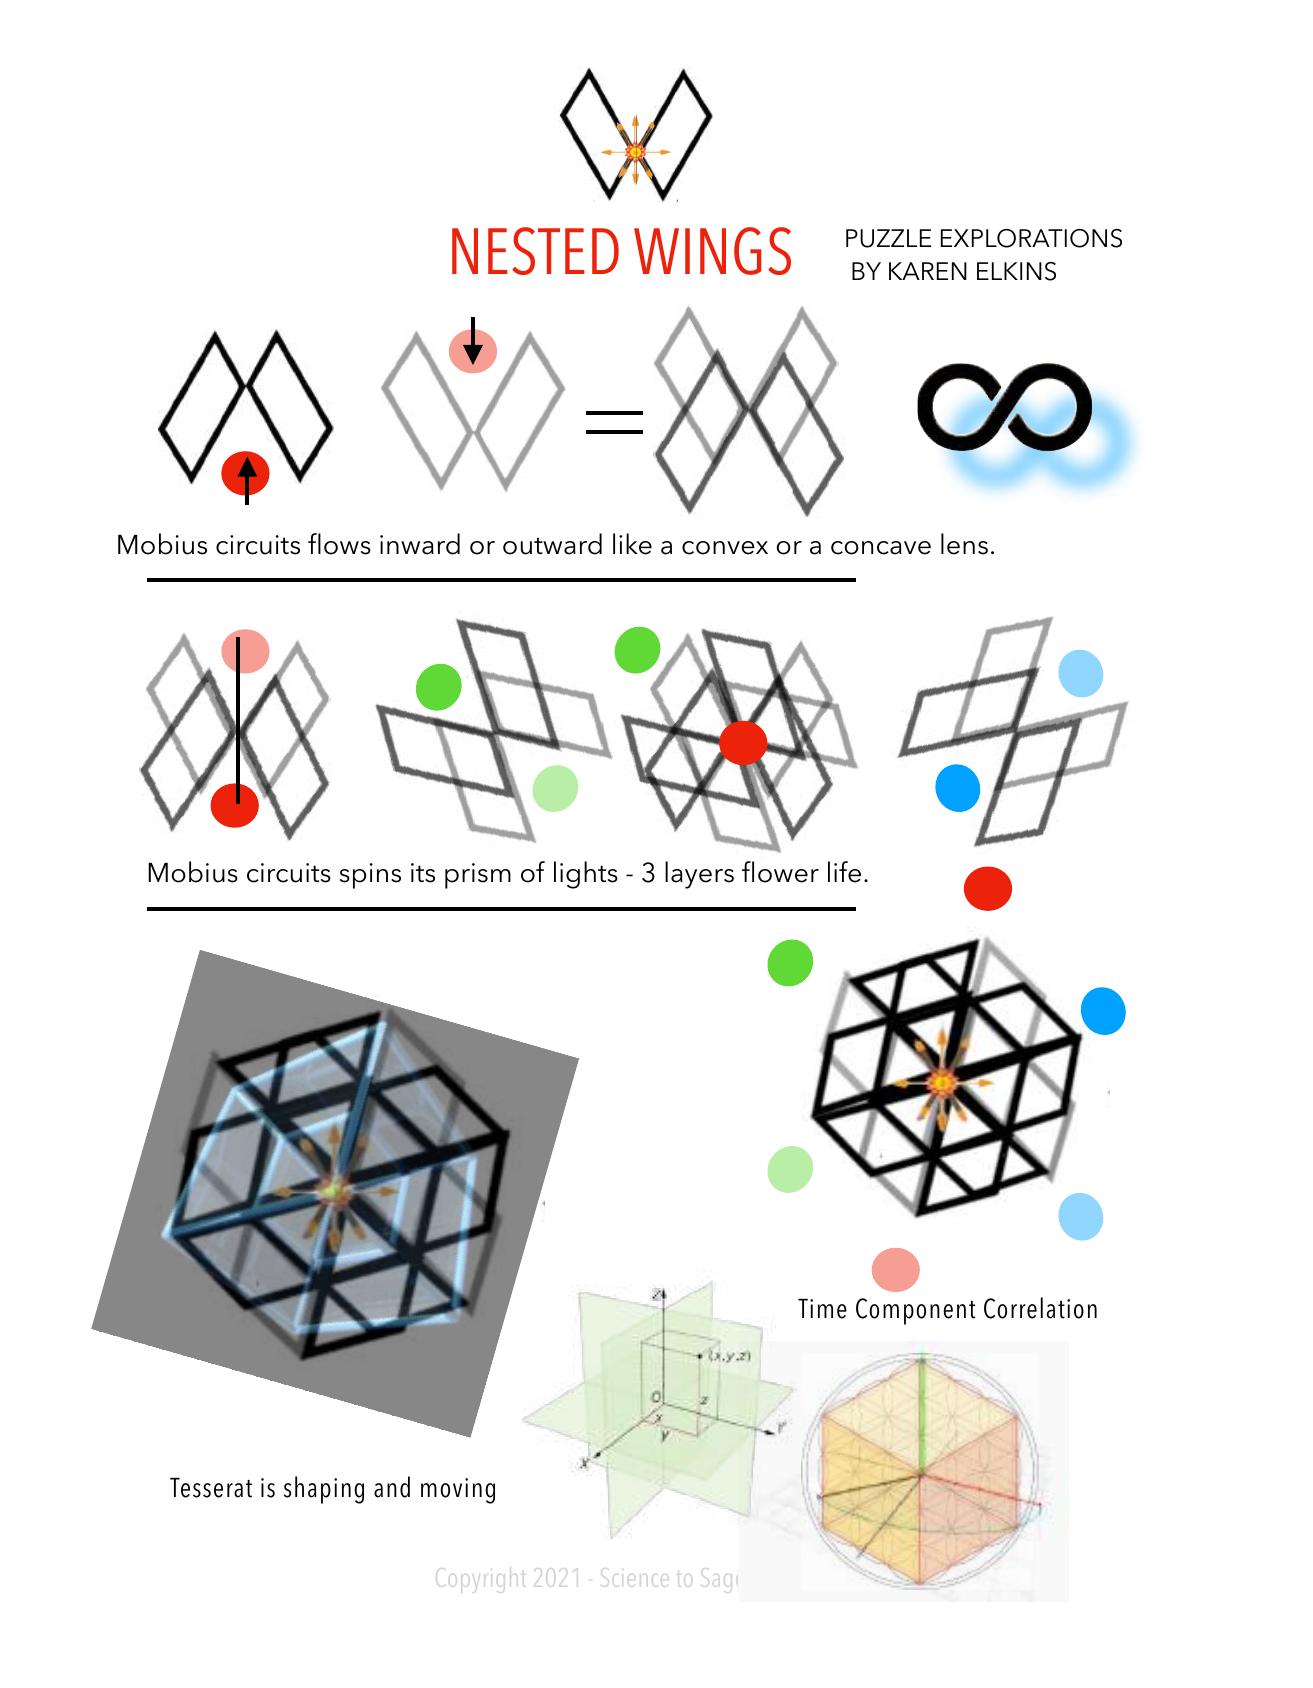 NESTED WINGS
PUZZLE EXPLORATIONS
BY KAREN ELKINS
Mobius circuits flows inward or outward like a convex or a concave lens.
Mobius circuits spins its prism of lights - 3 layers flower life.
Time Component Correlation
Z
(x,y,z)
O
z
x
y
Y
X
Tesserat is shaping and moving
Copyright 2021 - Science to Sage